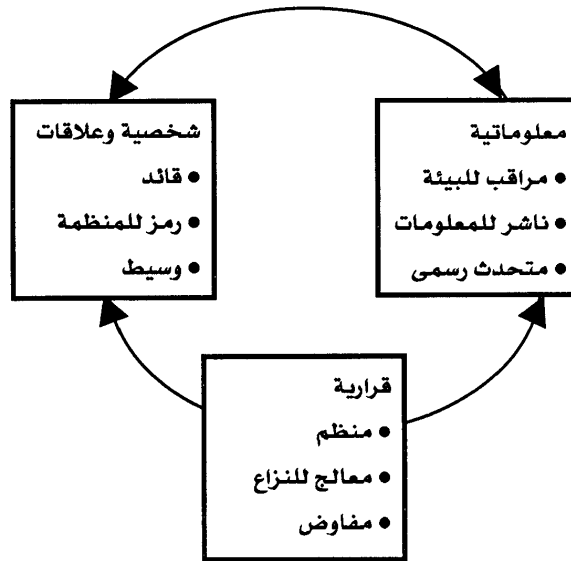 معلوماتية
• مراقب للبيئة
• ناشر للمعلومات
• متحدث رسمى
شخصية وعلاقات
• قائد
• رمز للمنظمة
• وسيط
قرارية
• منظم
• معالج للنزاع
• مفاوض